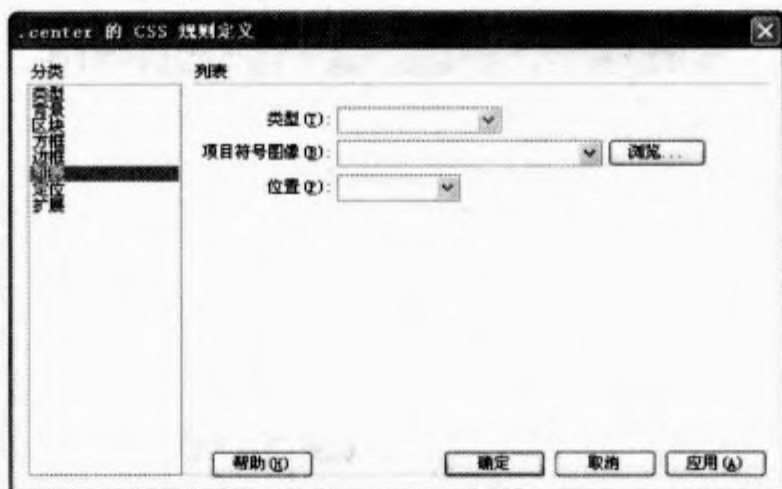 .center 的 CSS 规则定义
分类
类型
背景
区块
方框
边框
列表
定位
扩展
列表
类型(T):
项目符号图像(B):
浏览...
位置(P):
帮助(H)
确定
取消
应用(A)